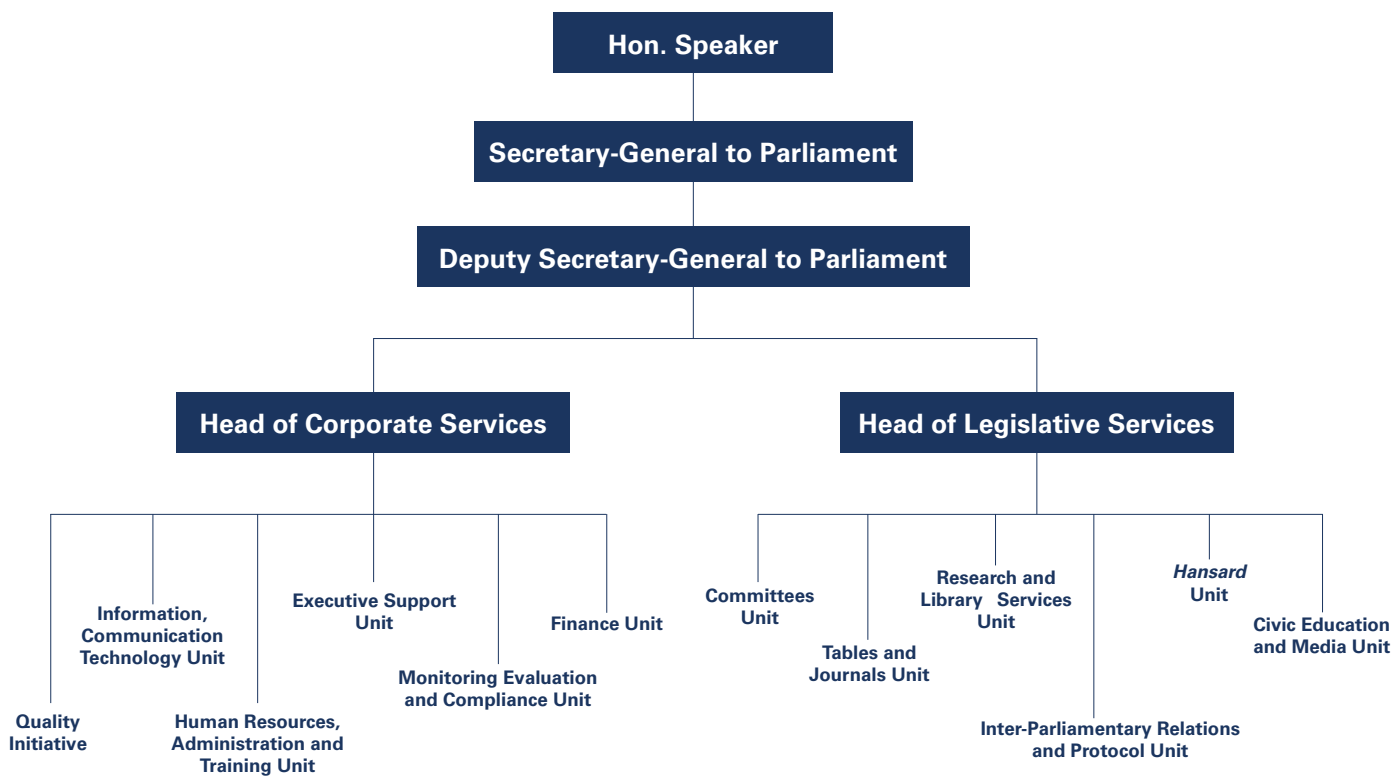 Hon. Speaker
Secretary-General to Parliament
Deputy Secretary-General to Parliament
Head of Corporate Services
Head of Legislative Services
Quality
Initiative
Information,
Communication
Technology Unit
Human Resources,
Administration and
Training Unit
Executive Support
Unit
Monitoring Evaluation
and Compliance Unit
Finance Unit
Committees
Unit
Tables and
Journals Unit
Research and
Library Services
Unit
Inter-Parliamentary Relations
and Protocol Unit
Hansard
Unit
Civic Education
and Media Unit